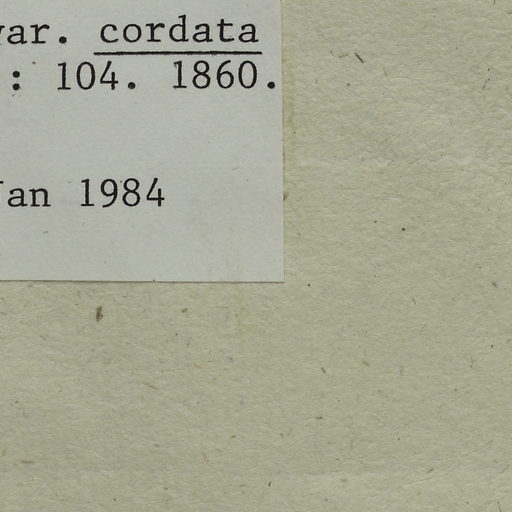 var. cordata
: 104. 1860.
Jan 1984